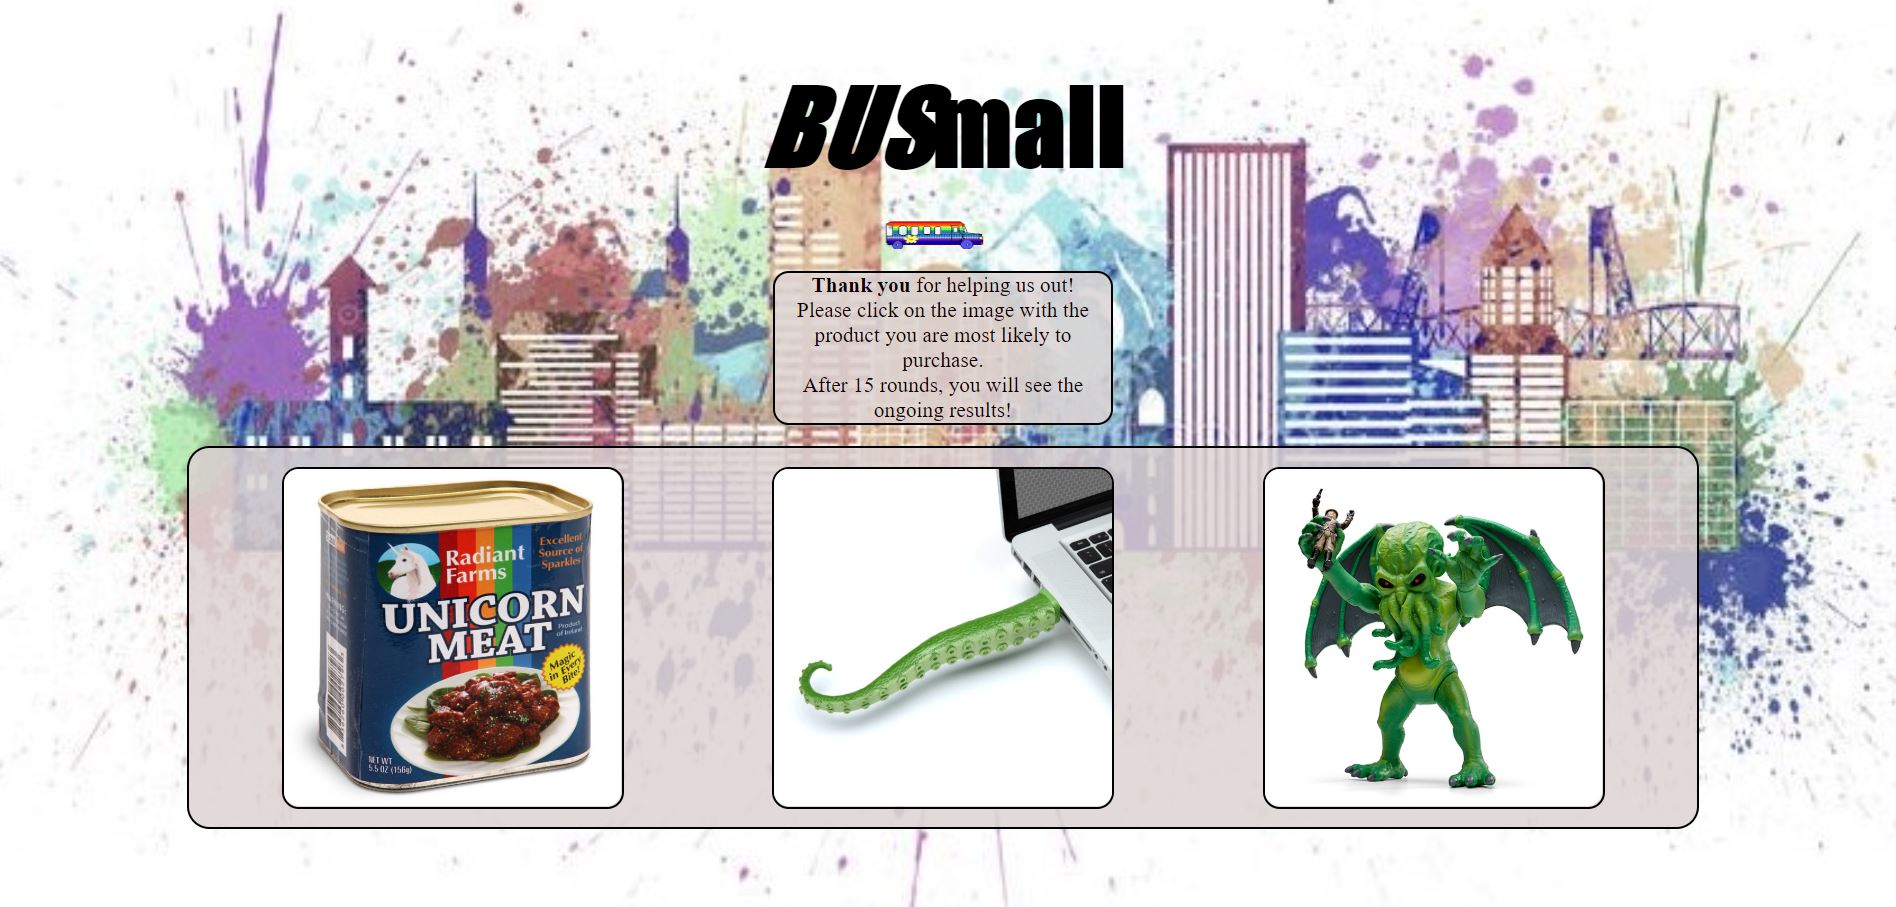 BUSmall
Thank you for helping us out!
Please click on the image with the
product you are most likely to
purchase.
After 15 rounds, you will see the
ongoing results!
Radiant
Farms
Excellent
Source of
Sparkles
UNICORN
MEAT
Product
of Ireland
Magic
in Every
Bite!
NET WT
5.5 OZ (156g)